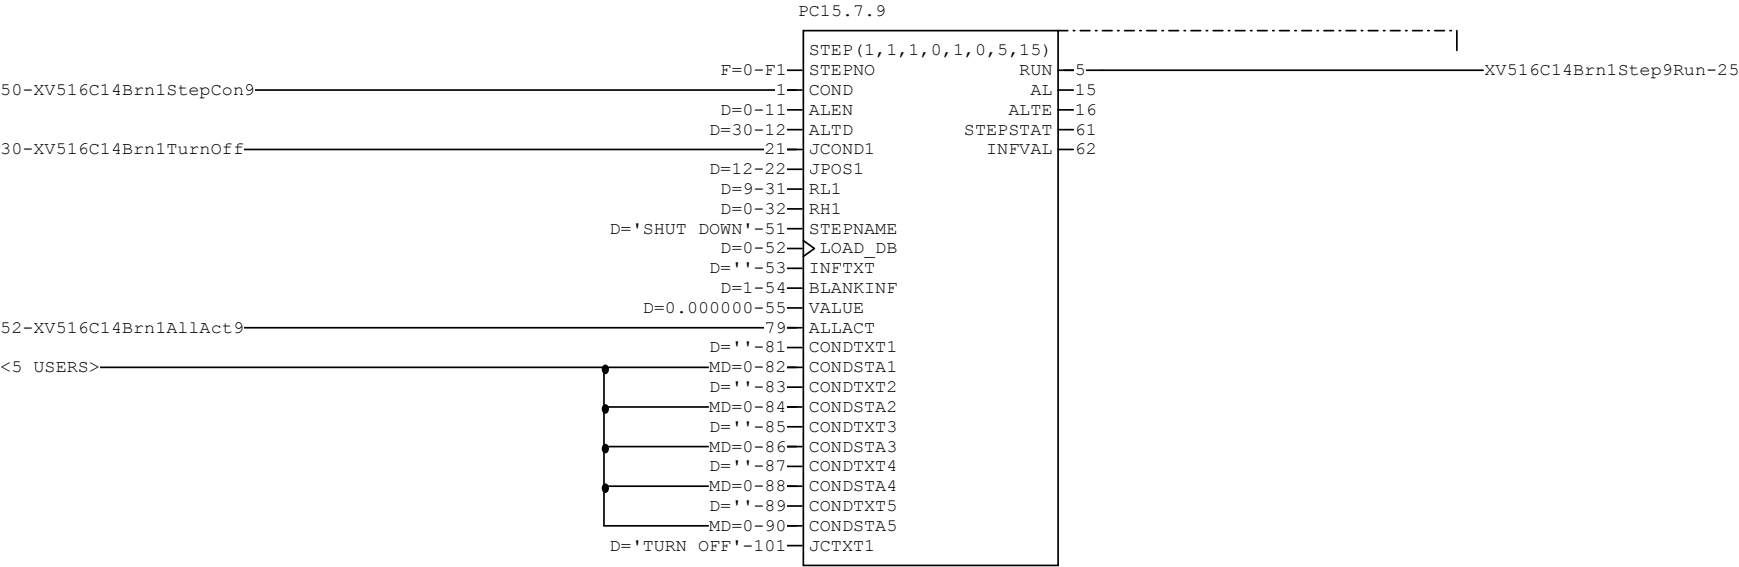 PC15.7.9
STEP(1,1,1,0,1,0,5,15)
F=0-F1 STEPNO RUN 5 XV516C14Brn1Step9Run-25
50-XV516C14Brn1StepCon9 1 COND AL 15
D=0-11 ALEN ALTE 16
D=30-12 ALTD STEPSTAT 61
30-XV516C14Brn1TurnOff 21 JCOND1 INFVAL 62
D=12-22 JPOS1
D=9-31 RL1
D=0-32 RH1
D='SHUT DOWN'-51 STEPNAME
D=0-52 LOAD_DB
D=''-53 INFTXT
D=1-54 BLANKINF
D=0.000000-55 VALUE
52-XV516C14Brn1AllAct9 79 ALLACT
D=''-81 CONDTXT1
<5 USERS> MD=0-82 CONDSTA1
D=''-83 CONDTXT2
MD=0-84 CONDSTA2
D=''-85 CONDTXT3
MD=0-86 CONDSTA3
D=''-87 CONDTXT4
MD=0-88 CONDSTA4
D=''-89 CONDTXT5
MD=0-90 CONDSTA5
D='TURN OFF'-101 JCTXT1